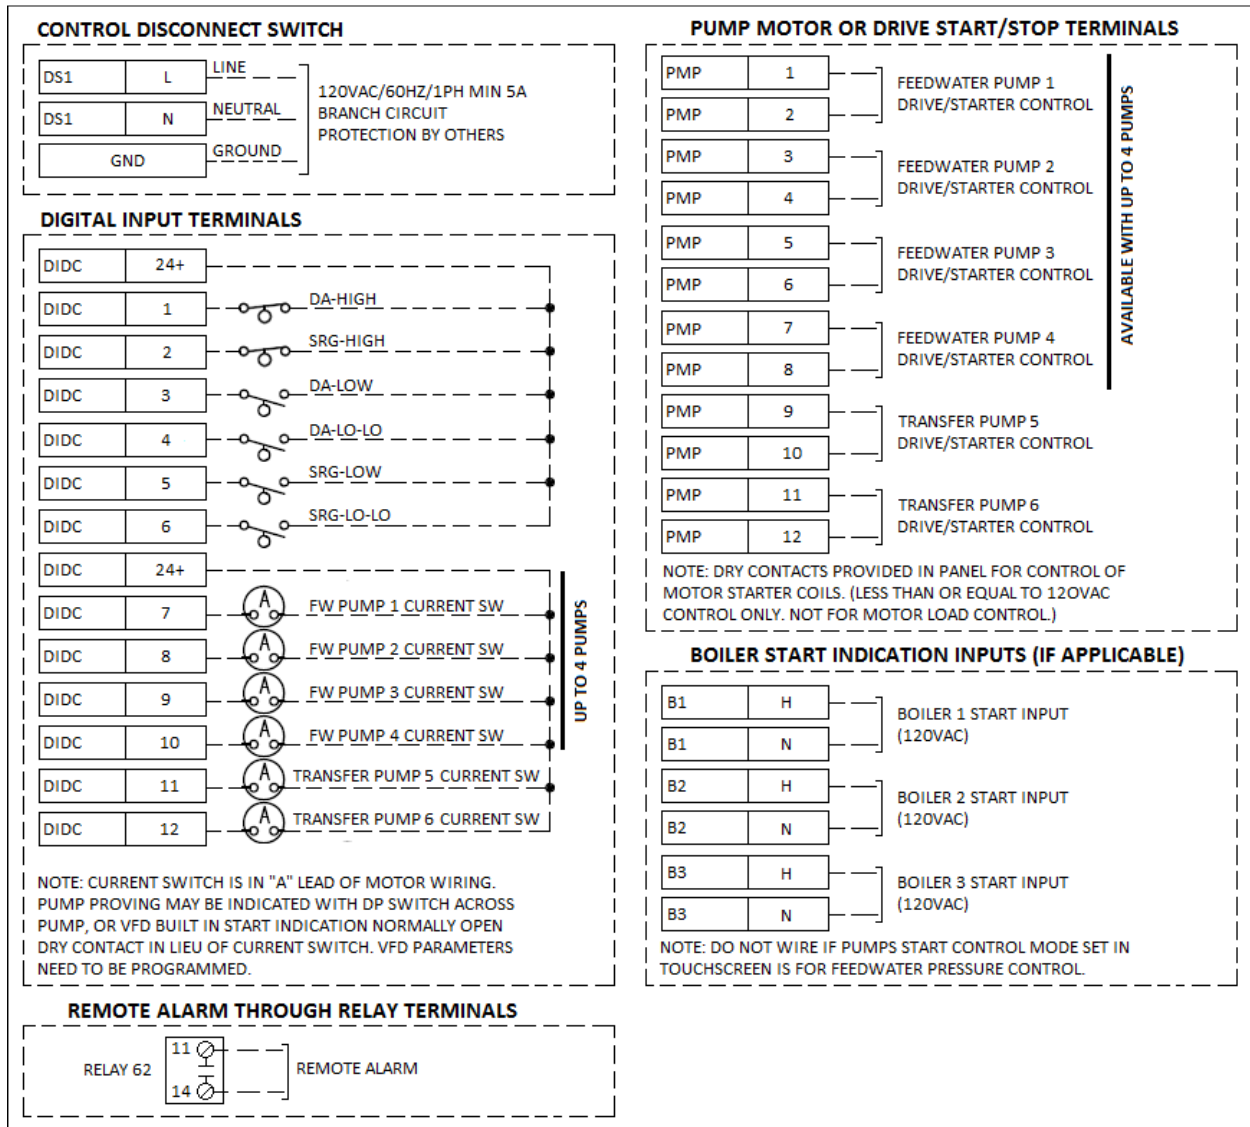 CONTROL DISCONNECT SWITCH
DS1 L LINE
DS1 N NEUTRAL
GND GROUND
120VAC/60HZ/1PH MIN 5A
BRANCH CIRCUIT
PROTECTION BY OTHERS
DIGITAL INPUT TERMINALS
DIDC 24+
DIDC 1 DA-HIGH
DIDC 2 SRG-HIGH
DIDC 3 DA-LOW
DIDC 4 DA-LO-LO
DIDC 5 SRG-LOW
DIDC 6 SRG-LO-LO
DIDC 24+
DIDC 7 A FW PUMP 1 CURRENT SW
DIDC 8 A FW PUMP 2 CURRENT SW
DIDC 9 A FW PUMP 3 CURRENT SW
DIDC 10 A FW PUMP 4 CURRENT SW
DIDC 11 A TRANSFER PUMP 5 CURRENT SW
DIDC 12 A TRANSFER PUMP 6 CURRENT SW
UP TO 4 PUMPS
NOTE: CURRENT SWITCH IS IN "A" LEAD OF MOTOR WIRING.
PUMP PROVING MAY BE INDICATED WITH DP SWITCH ACROSS
PUMP, OR VFD BUILT IN START INDICATION NORMALLY OPEN
DRY CONTACT IN LIEU OF CURRENT SWITCH. VFD PARAMETERS
NEED TO BE PROGRAMMED.
REMOTE ALARM THROUGH RELAY TERMINALS
RELAY 62
11
14
REMOTE ALARM
PUMP MOTOR OR DRIVE START/STOP TERMINALS
PMP 1
PMP 2
FEEDWATER PUMP 1
DRIVE/STARTER CONTROL
PMP 3
PMP 4
FEEDWATER PUMP 2
DRIVE/STARTER CONTROL
PMP 5
PMP 6
FEEDWATER PUMP 3
DRIVE/STARTER CONTROL
PMP 7
PMP 8
FEEDWATER PUMP 4
DRIVE/STARTER CONTROL
AVAILABLE WITH UP TO 4 PUMPS
PMP 9
PMP 10
TRANSFER PUMP 5
DRIVE/STARTER CONTROL
PMP 11
PMP 12
TRANSFER PUMP 6
DRIVE/STARTER CONTROL
NOTE: DRY CONTACTS PROVIDED IN PANEL FOR CONTROL OF
MOTOR STARTER COILS. (LESS THAN OR EQUAL TO 12OVAC
CONTROL ONLY. NOT FOR MOTOR LOAD CONTROL.)
BOILER START INDICATION INPUTS (IF APPLICABLE)
B1 H
B1 N
BOILER 1 START INPUT
(120VAC)
B2 H
B2 N
BOILER 2 START INPUT
(120VAC)
B3 H
B3 N
BOILER 3 START INPUT
(120VAC)
NOTE: DO NOT WIRE IF PUMPS START CONTROL MODE SET IN
TOUCHSCREEN IS FOR FEEDWATER PRESSURE CONTROL.